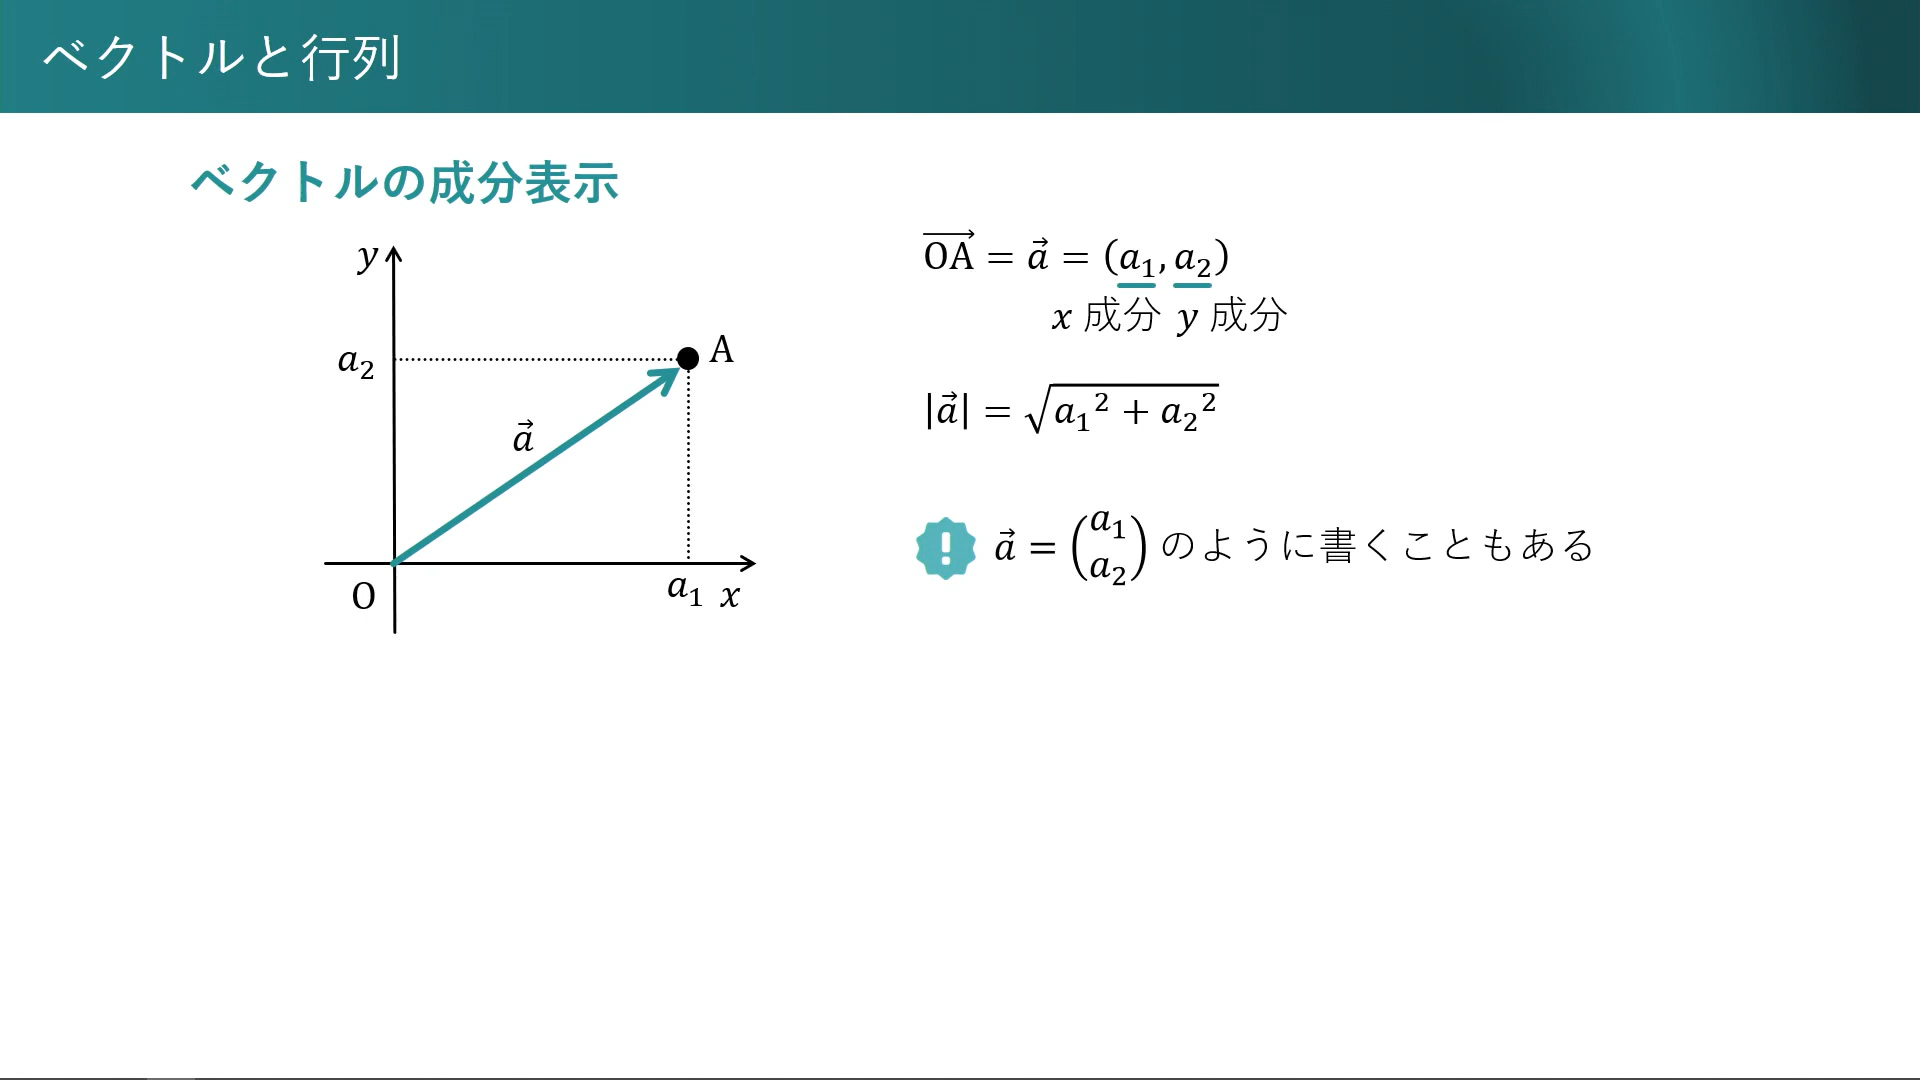 ベクトルと行列
ベクトルの成分表示
y
a₂
A
a⃗
O
a₁ x
OA⃗ = a⃗ = (a₁, a₂)
x 成分 y 成分
|a⃗| = √(a₁² + a₂²)
! a⃗ = (a₁ a₂) のように書くこともある